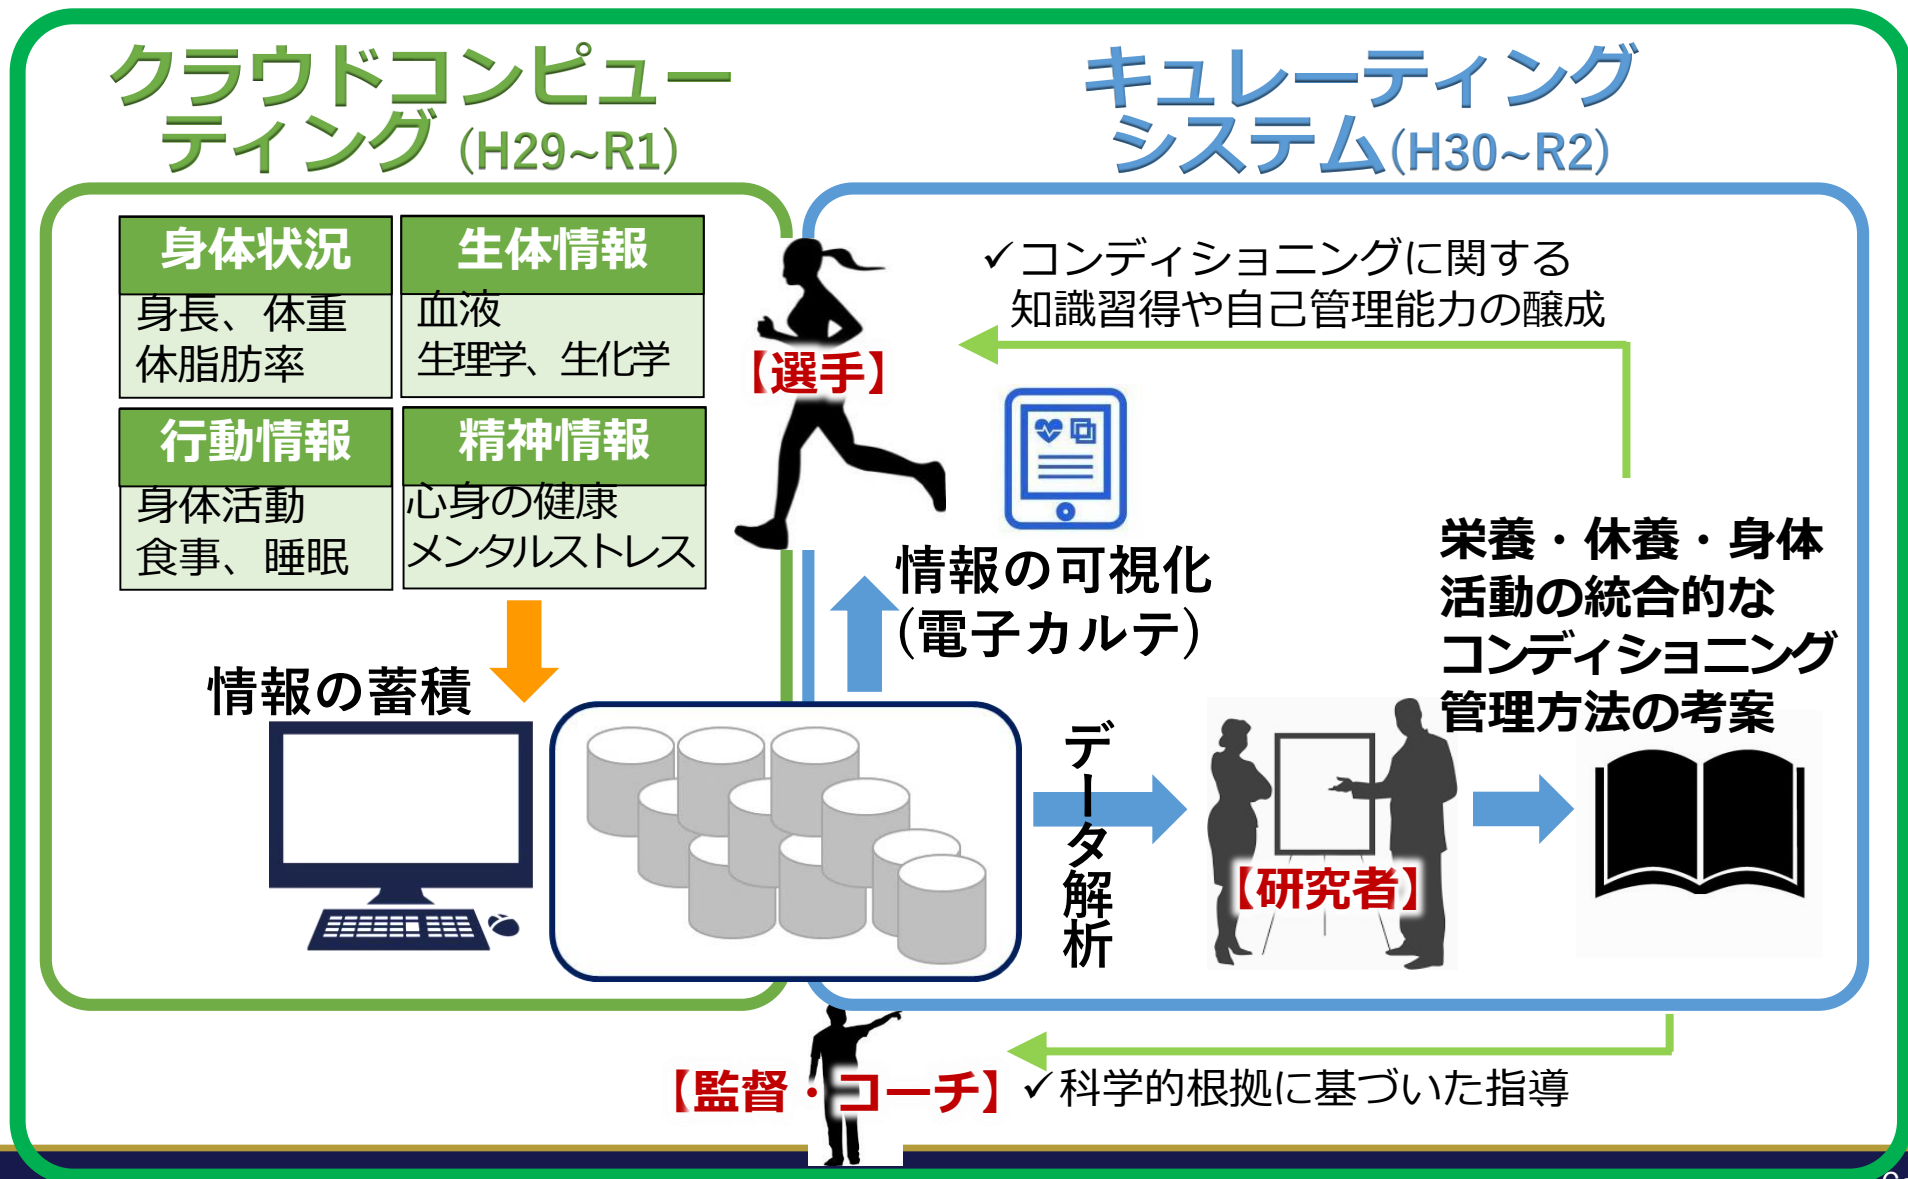 クラウドコンピュー
ティング (H29~R1)
キュレーティング
システム(H30~R2)
身体状況
身長、体重
体脂肪率
生体情報
血液
生理学、生化学
行動情報
身体活動
食事、睡眠
精神情報
心身の健康
メンタルストレス
【選手】
✓コンディショニングに関する
知識習得や自己管理能力の醸成
情報の可視化
(電子カルテ)
栄養・休養・身体
活動の統合的な
コンディショニング
管理方法の考案
情報の蓄積
データ解析
【研究者】
【監督・コーチ】
✓科学的根拠に基づいた指導